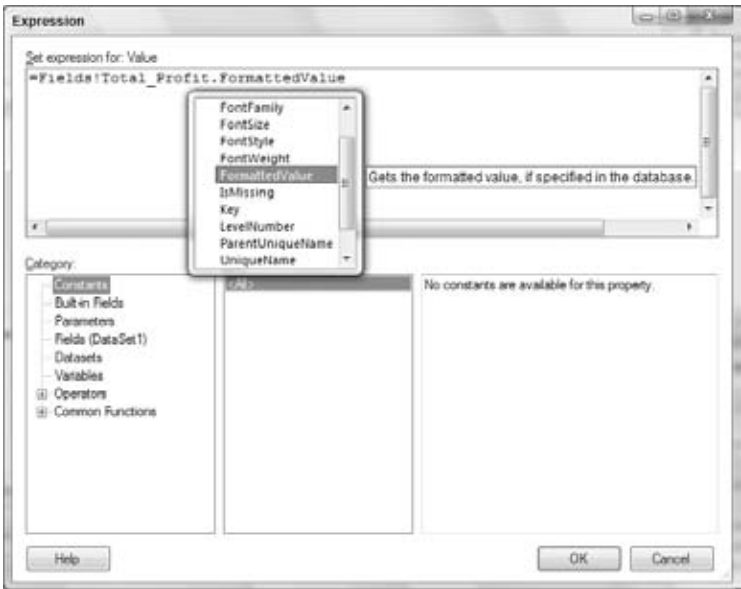 Expression
Set expression for: Value
=Fields!Total_Profit.FormattedValue
FontFamily
FontSize
FontStyle
FontWeight
FormattedValue
Gets the formatted value, if specified in the database.
IsMissing
Key
LevelNumber
ParentUniqueName
UniqueName
Category:
Constants
Built-in Fields
Parameters
Fields (DataSet1)
Datasets
Variables
Operators
Common Functions
<All>
No constants are available for this property.
Help
OK
Cancel